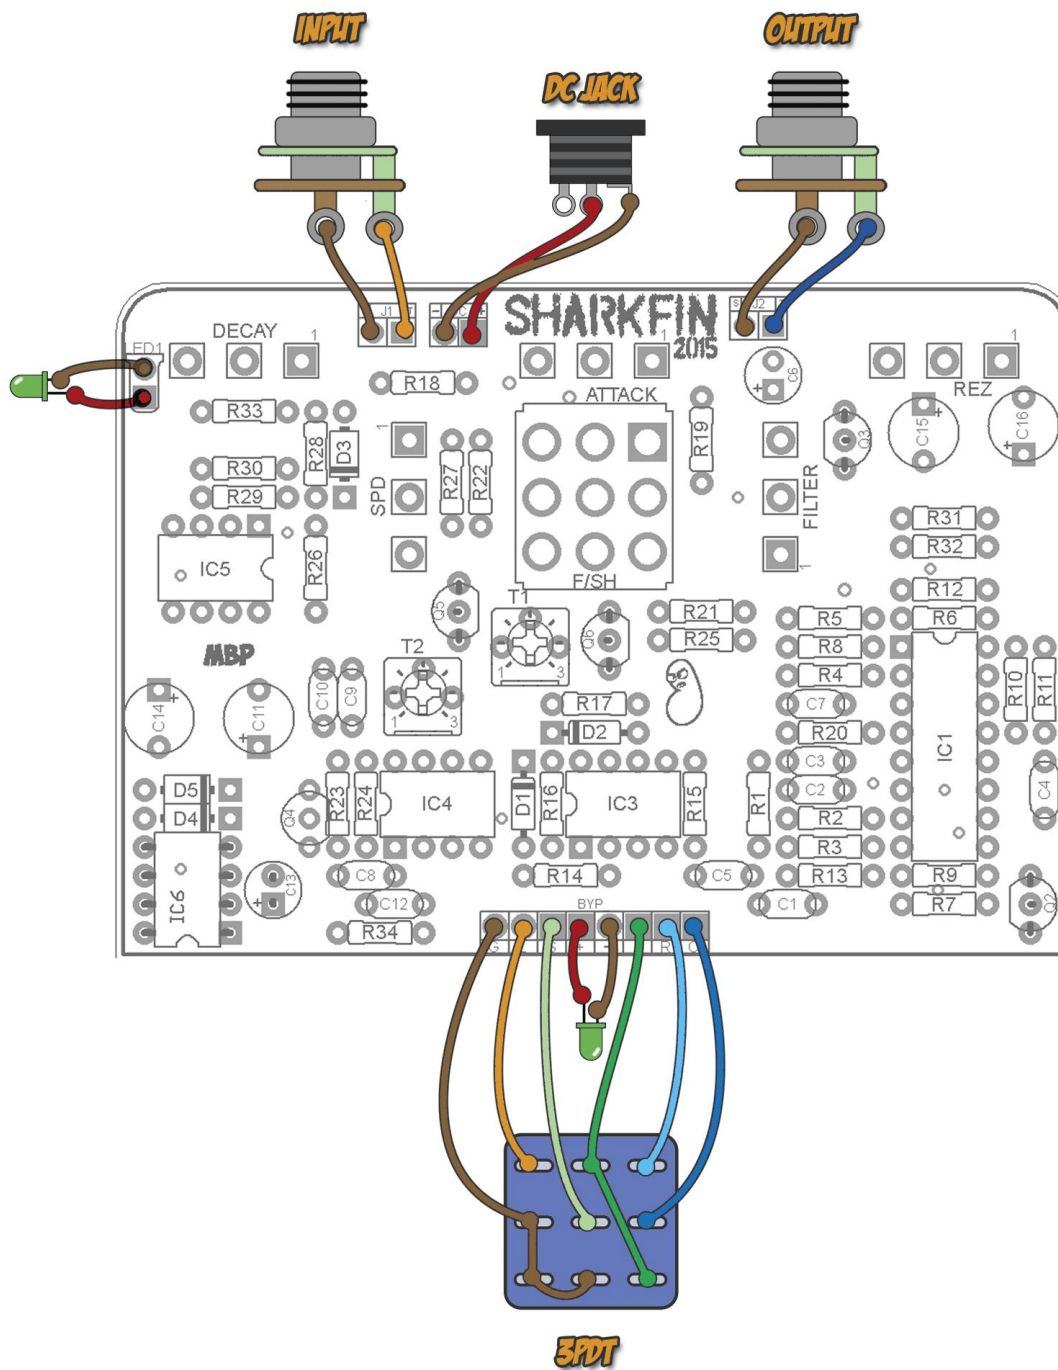 INPUT
OUTPUT
DC JACK
SHARKFIN
2015
J1
T
-
+
S
J2
DECAY
1
ED1
R18
ATTACK
1
C6
1
REZ
R33
R28
D3
1
R19
Q3
C15
+
C16
+
R30
R29
R27
R22
SPD
FILTER
1
R31
R32
IC5
R26
F/SH
R12
Q5
T1
Q6
R21
R25
R5
R6
MBP
T2
1
3
R8
R4
R10
R11
C14
+
C11
+
C10
C9
1
3
R17
D2
C7
R20
IC1
D5
D4
Q4
R23
R24
IC4
D1
R16
IC3
R15
R1
C3
C2
C4
R2
R3
IC6
C13
+
C8
C12
R34
R14
C5
C1
R13
R9
R7
Q2
BYP
G
S
+
-
R
O
3PDT